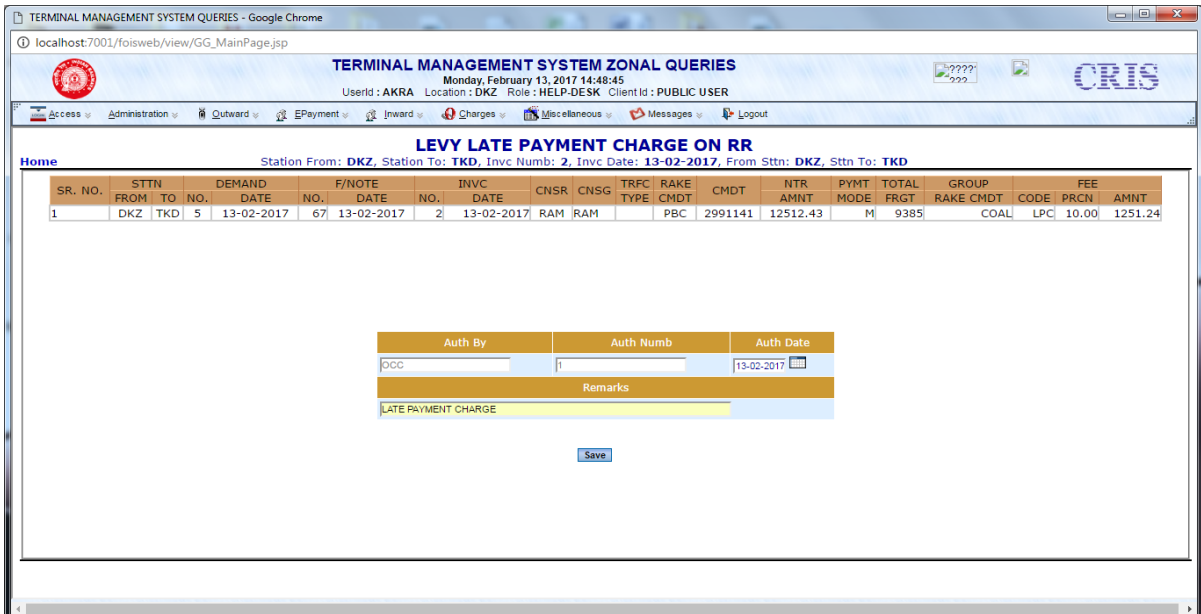 TERMINAL MANAGEMENT SYSTEM QUERIES - Google Chrome
localhost:7001/foisweb/view/GG_MainPage.jsp
TERMINAL MANAGEMENT SYSTEM ZONAL QUERIES
Monday, February 13, 2017 14:48:45
UserId : AKRA Location : DKZ Role : HELP-DESK Client Id : PUBLIC USER
????
???
CRIS
Access Administration Outward EPayment Inward Charges Miscellaneous Messages Logout
LEVY LATE PAYMENT CHARGE ON RR
Home Station From: DKZ, Station To: TKD, Invc Numb: 2, Invc Date: 13-02-2017, From Sttn: DKZ, Sttn To: TKD
SR. NO. STTN DEMAND F/NOTE INVC CNSR CNSG TRFC RAKE CMDT NTR PYMT TOTAL GROUP FEE
FROM TO NO. DATE NO. DATE NO. DATE TYPE CMDT AMNT MODE FRGT RAKE CMDT CODE PRCN AMNT
1 DKZ TKD 5 13-02-2017 67 13-02-2017 2 13-02-2017 RAM RAM PBC 2991141 12512.43 M 9385 COAL LPC 10.00 1251.24
Auth By Auth Numb Auth Date
OCC 1 13-02-2017
Remarks
LATE PAYMENT CHARGE
Save